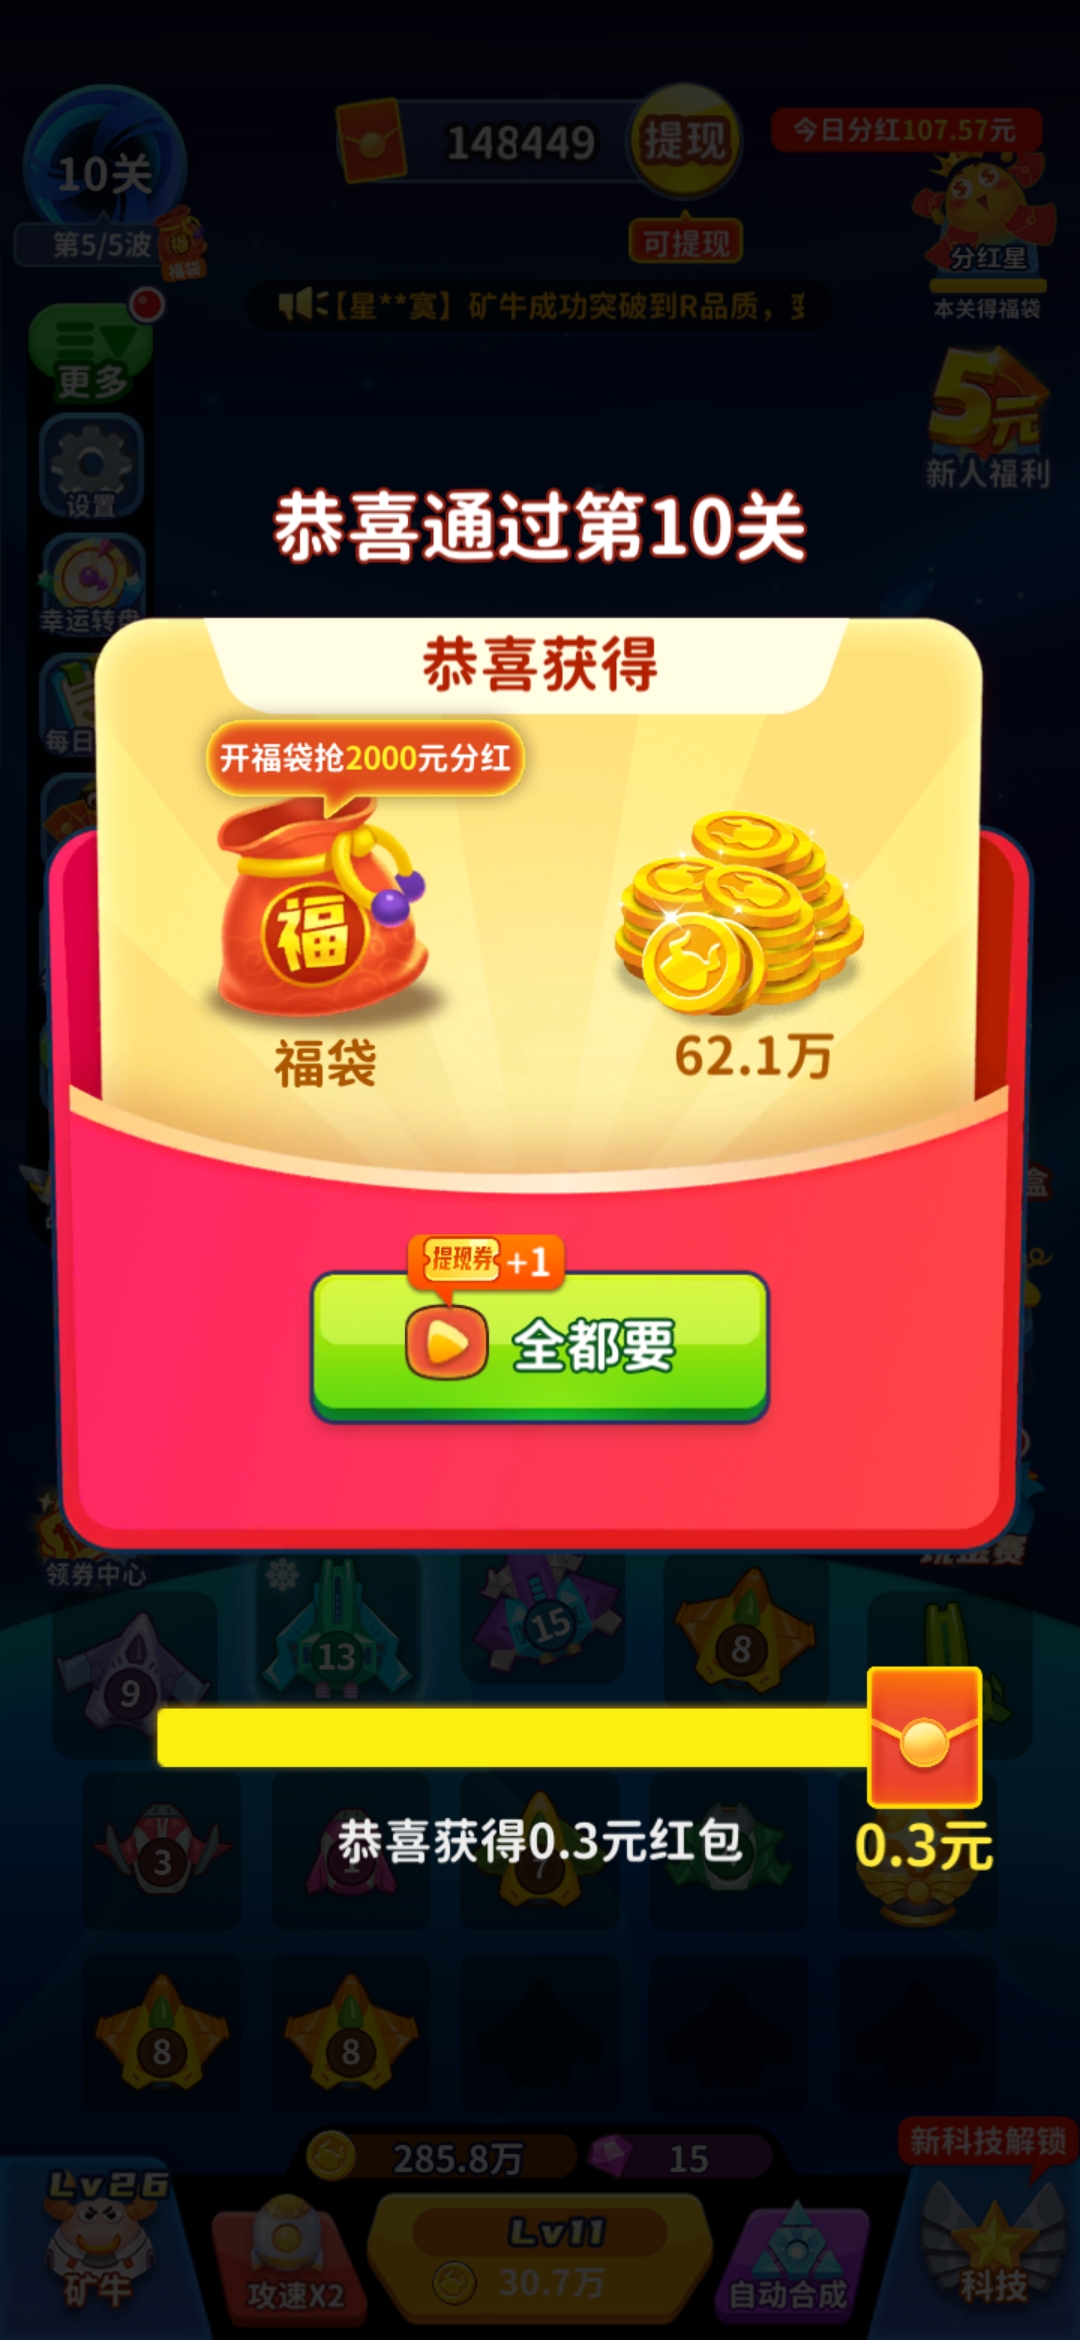 10关
148449
提现
今日分红107.57元
第5/5波
福
福袋
可提现
分红星
本关得福袋
【星**寞】矿牛成功突破到R品质，
更多
5元
新人福利
设置
幸运转盘
每日
恭喜通过第10关
恭喜获得
开福袋抢2000元分红
福
福袋
62.1万
盒
提现券+1
全都要
领券中心
9
13
15
8
恭喜获得0.3元红包
0.3元
3
1
7
8
8
285.8万
15
新科技解锁
Lv26
矿牛
攻速X2
Lv11
30.7万
自动合成
科技